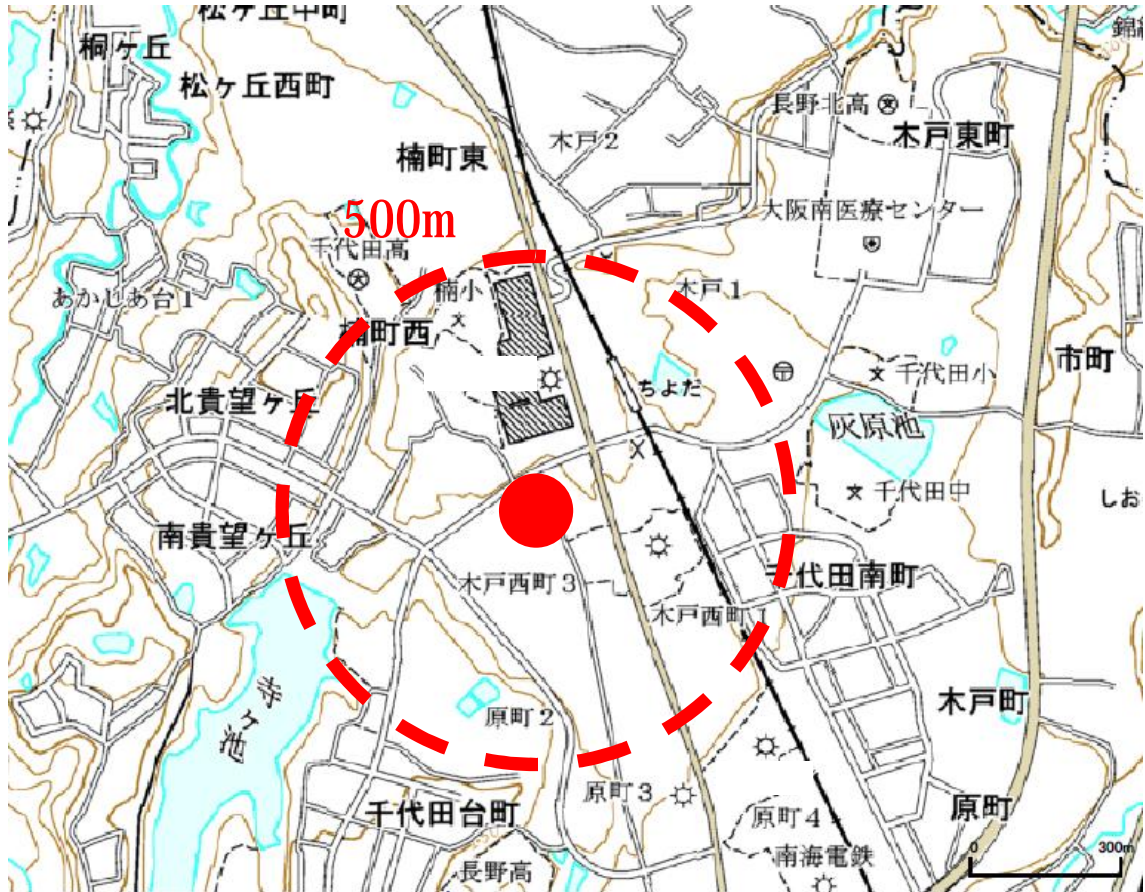 松ヶ丘中町
桐ヶ丘
松ヶ丘西町
長野北高
木戸東町
木戸2
楠町東
500m
大阪南医療センター
千代田高
あかしあ台1
楠小
木戸1
楠町西
市町
ちよだ
千代田小
北貴望ヶ丘
灰原池
千代田中
しお
南貴望ヶ丘
木戸西町3
千代田南町
木戸西町1
寺ヶ池
木戸町
原町2
原町3
千代田台町
原町4
原町
長野高
南海電鉄
0 300m